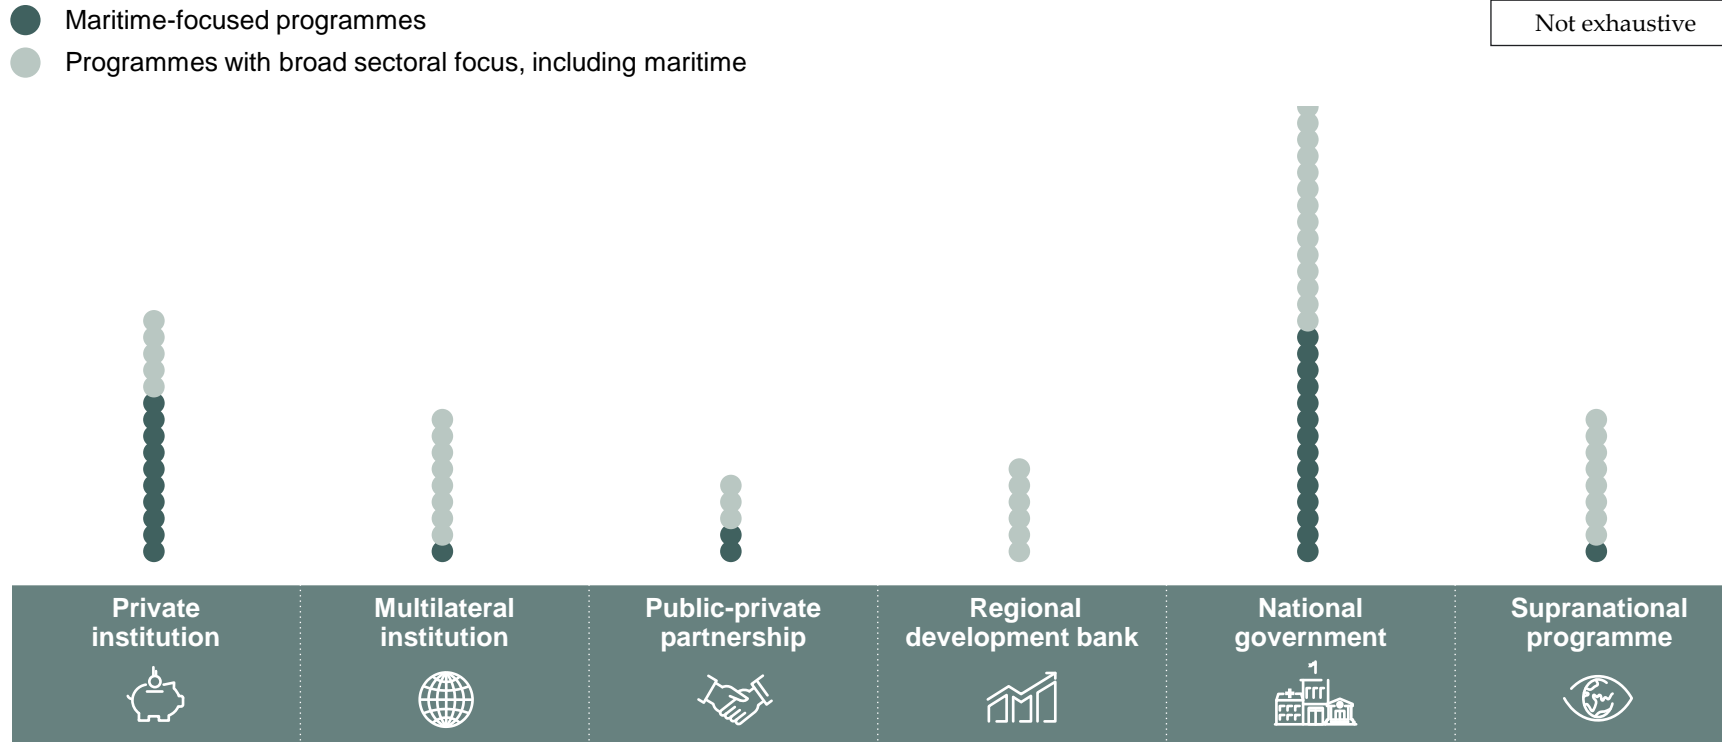 Maritime-focused programmes
Not exhaustive
Programmes with broad sectoral focus, including maritime
Private
institution
Multilateral
institution
Public-private
partnership
Regional
development bank
National
government
Supranational
programme